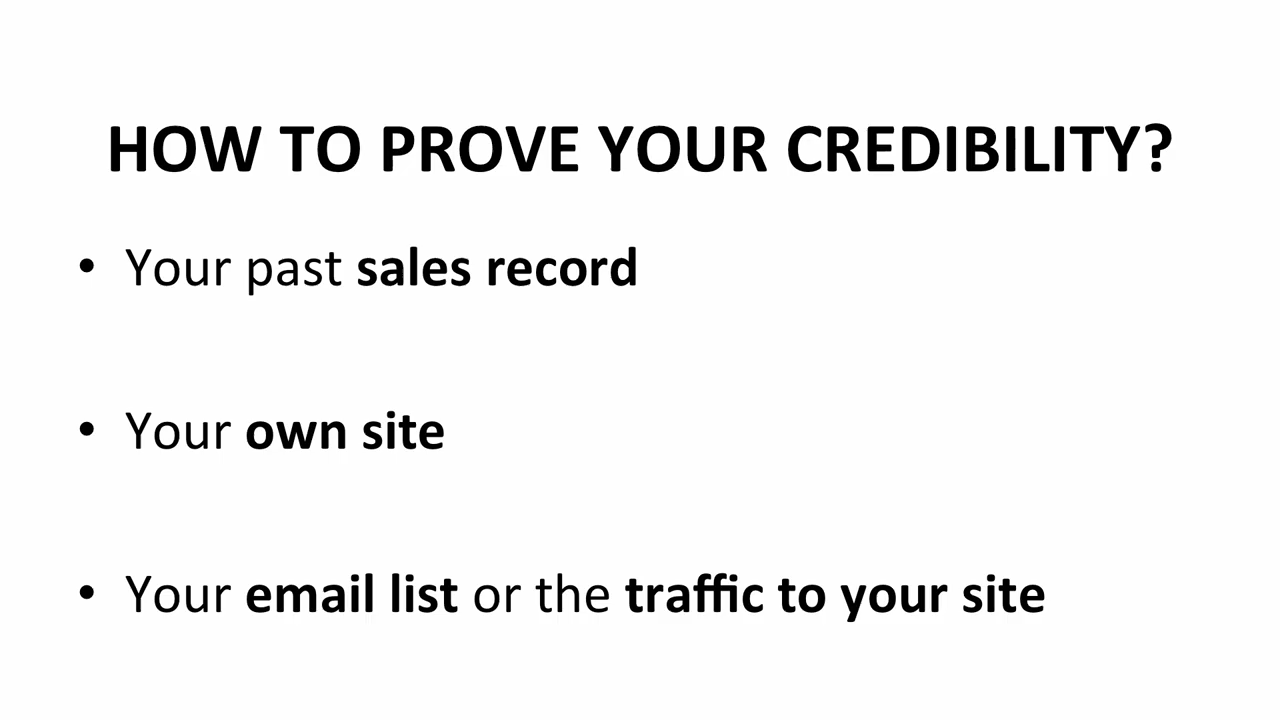 HOW TO PROVE YOUR CREDIBILITY?
• Your past sales record
• Your own site
• Your email list or the traffic to your site